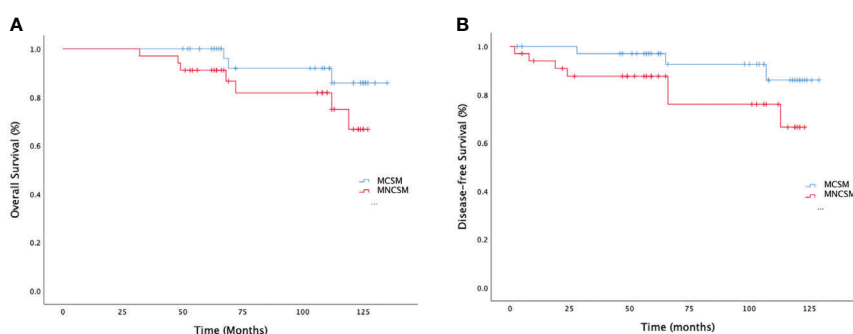 A
Overall Survival (%)
1.0
0.8
0.6
0.4
0.2
0.0
MCSM
MNCSM
...
0 25 50 75 100 125
Time (Months)
B
Disease-free Survival (%)
1.0
0.8
0.6
0.4
0.2
0.0
MCSM
MNCSM
...
0 25 50 75 100 125
Time (months)